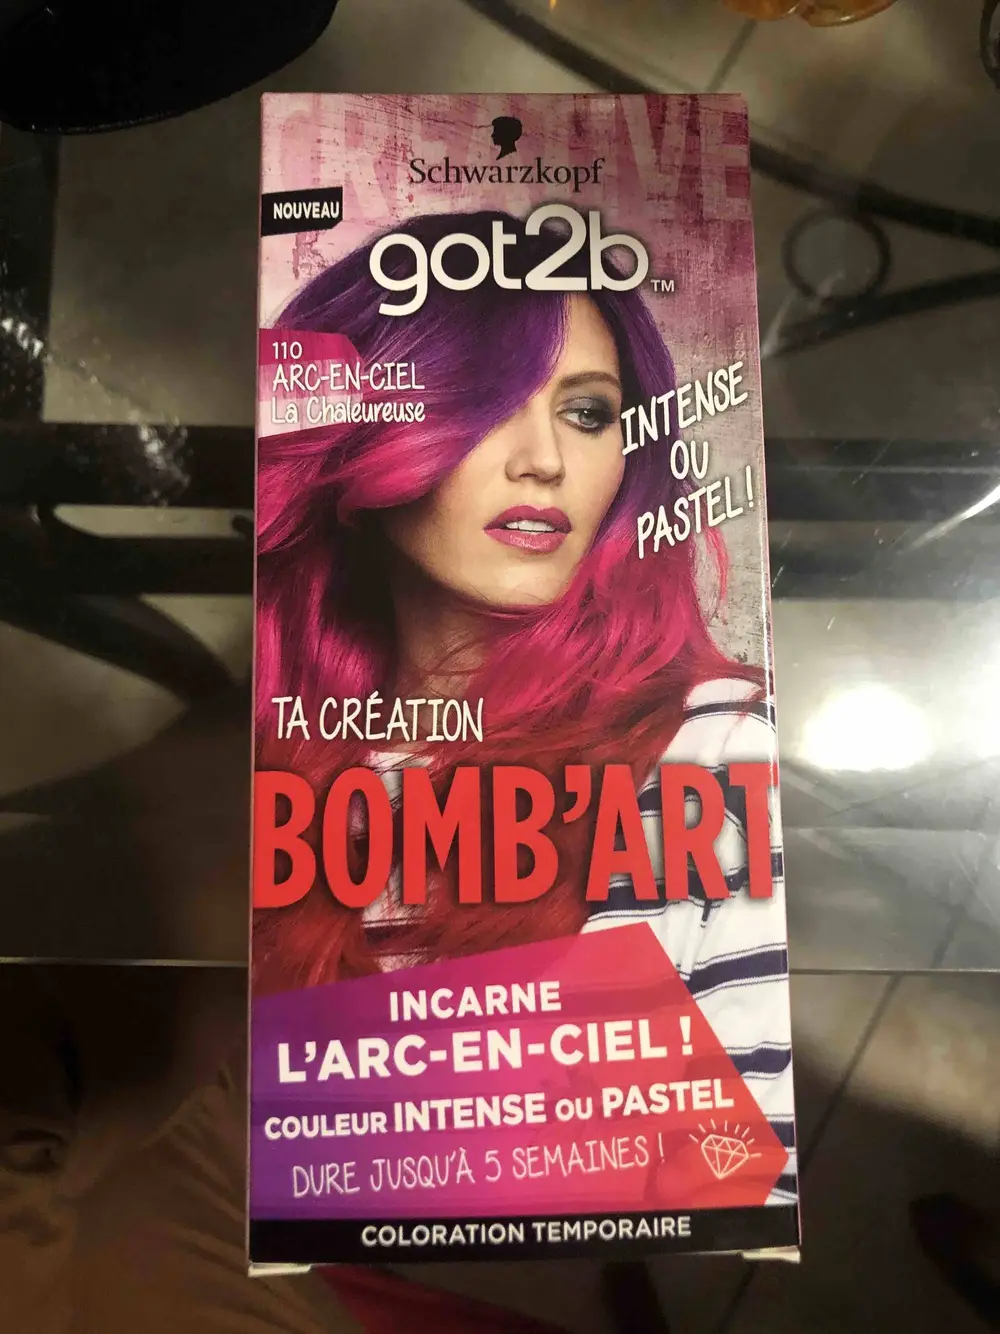 CREATIVE
Schwarzkopf
NOUVEAU
got2b™
110
ARC-EN-CIEL
La Chaleureuse
INTENSE
OU
PASTEL!
TA CRÉATION
BOMB'ART
INCARNE
L'ARC-EN-CIEL !
COULEUR INTENSE OU PASTEL
DURE JUSQU'À 5 SEMAINES !
COLORATION TEMPORAIRE